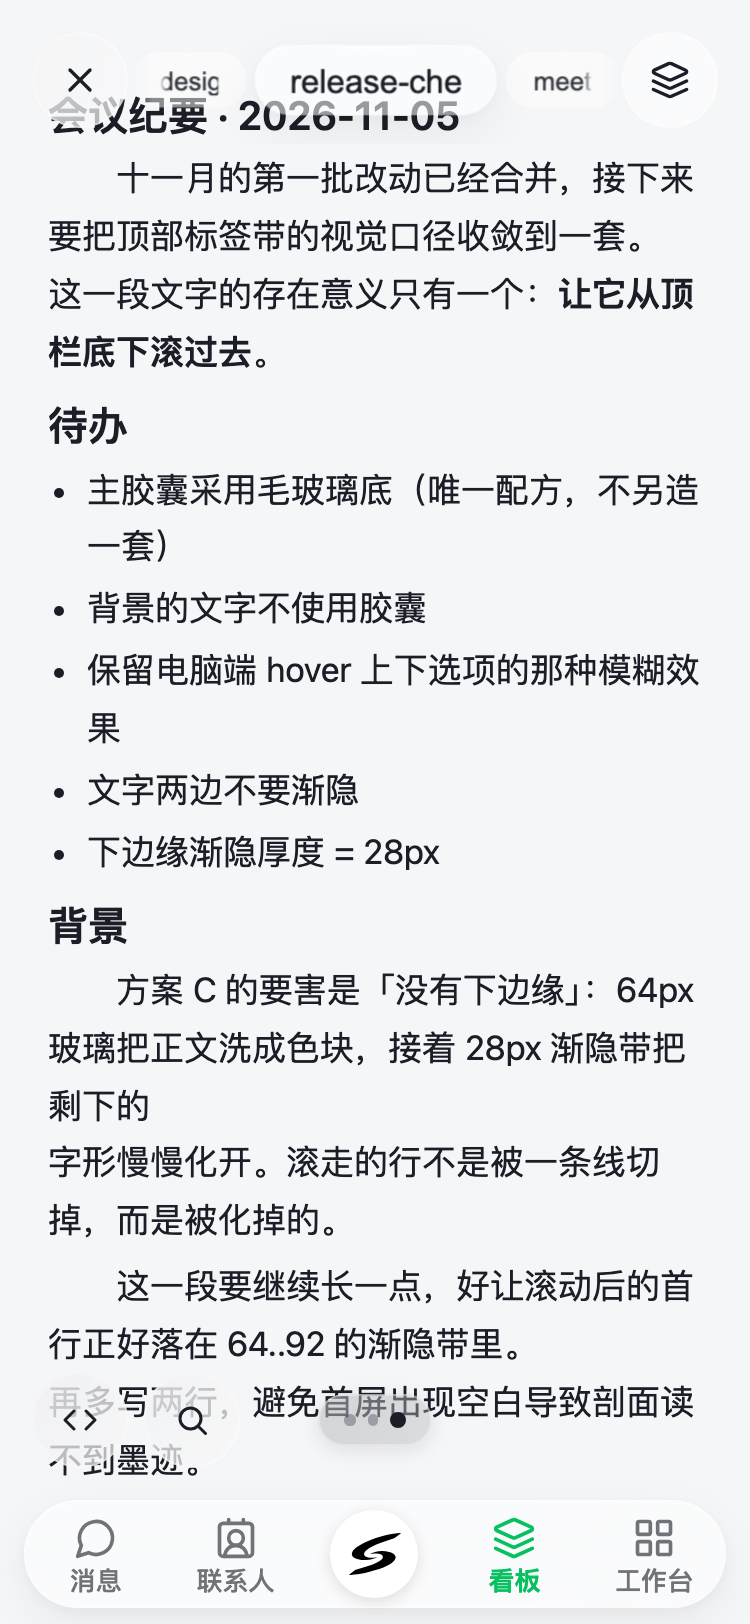 desig release-che meet
会议纪要 · 2026-11-05
十一月的第一批改动已经合并，接下来
要把顶部标签带的视觉口径收敛到一套。
这一段文字的存在意义只有一个：让它从顶
栏底下滚过去。
待办
• 主胶囊采用毛玻璃底（唯一配方，不另造
一套）
• 背景的文字不使用胶囊
• 保留电脑端 hover 上下选项的那种模糊效
果
• 文字两边不要渐隐
• 下边缘渐隐厚度 = 28px
背景
方案 C 的要害是「没有下边缘」：64px
玻璃把正文洗成色块，接着 28px 渐隐带把
剩下的
字形慢慢化开。滚走的行不是被一条线切
掉，而是被化掉的。
这一段要继续长一点，好让滚动后的首
行正好落在 64..92 的渐隐带里。
再多写两行，避免首屏出现空白导致剖面读
不到墨迹。
消息 联系人 看板 工作台